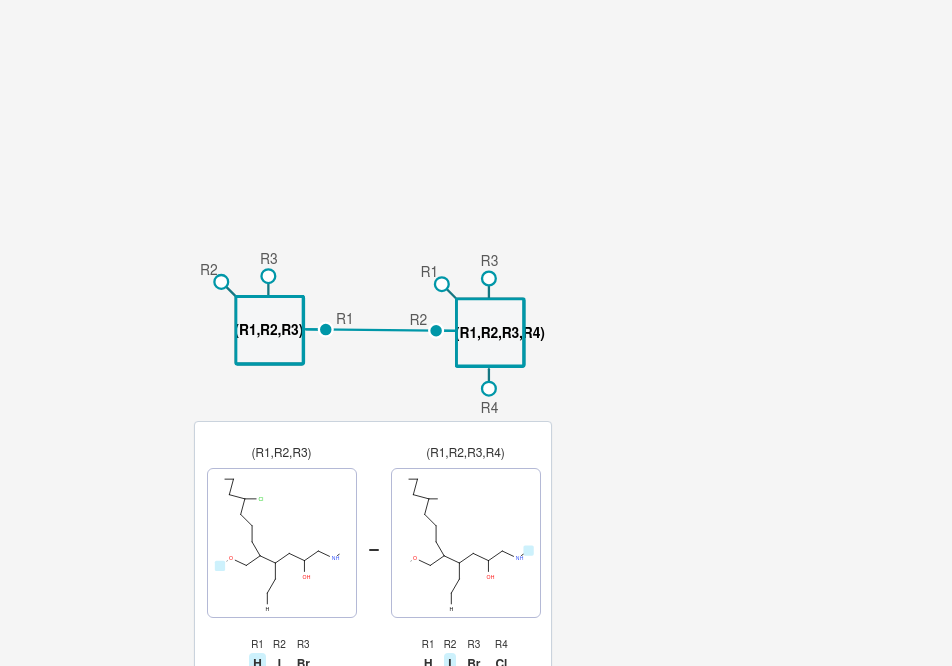 R2 R3 R1 R3
(R1,R2,R3) R1 R2 (R1,R2,R3,R4)
R4
(R1,R2,R3) (R1,R2,R3,R4)
Cl
O NH O NH
OH OH
H H
R1 R2 R3 R1 R2 R3 R4
H I Br H I Br Cl